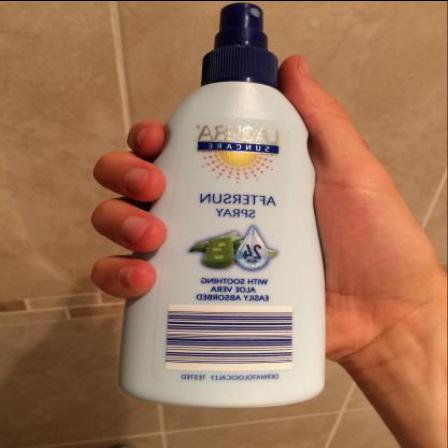 LACURA®
SUNCARE
AFTERSUN
SPRAY
24
WITH SOOTHING
ALOE VERA
EASILY ABSORBED
DERMATOLOGICALLY TESTED